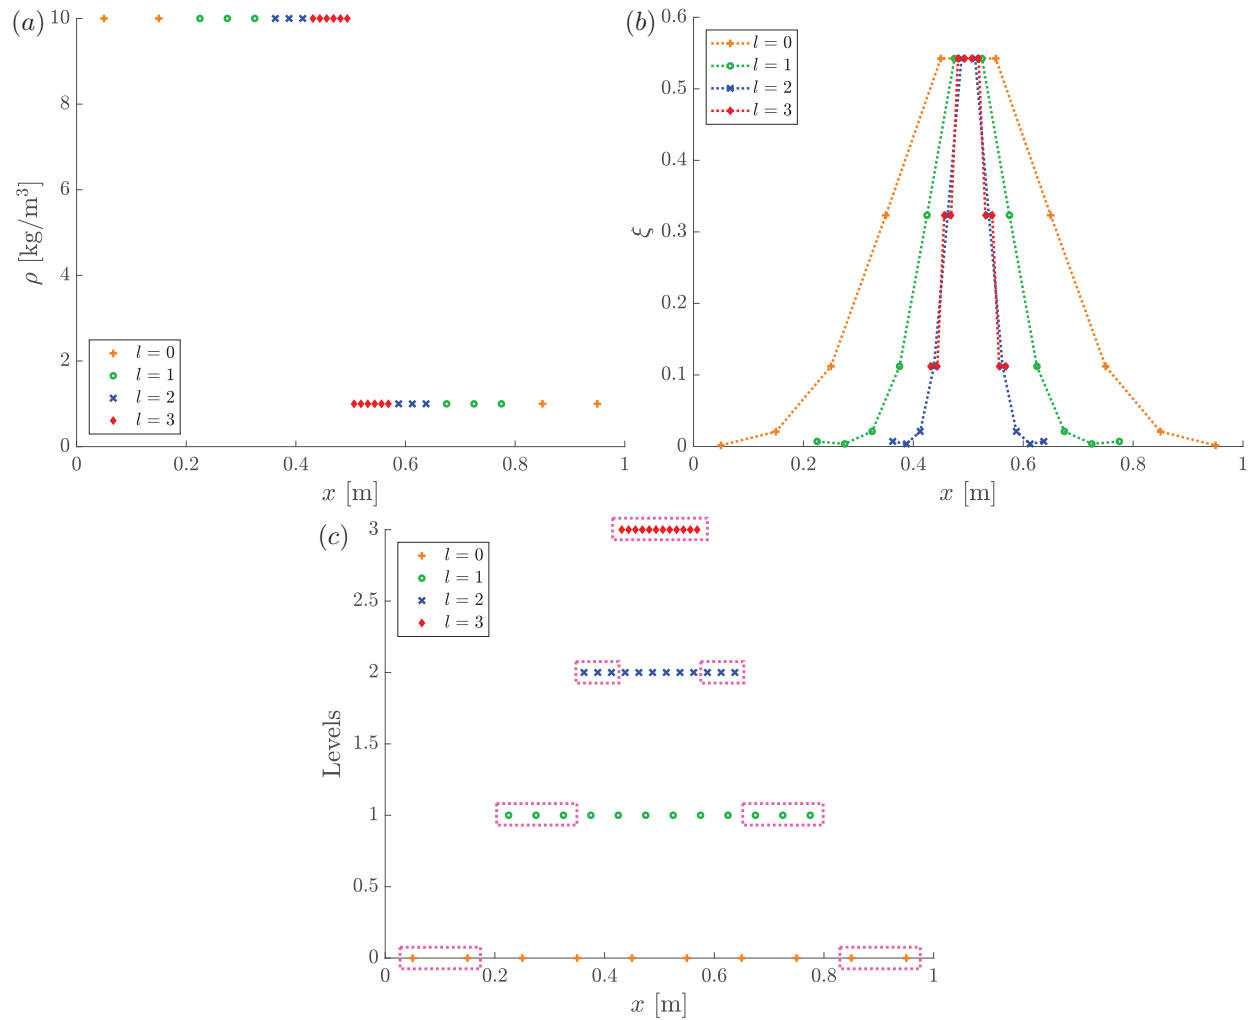 (a)
10
8
6
4
2
0
ρ [kg/m³]
l = 0
l = 1
l = 2
l = 3
0 0.2 0.4 0.6 0.8 1
x [m]
(b)
0.6
0.5
0.4
0.3
0.2
0.1
0
ξ
l = 0
l = 1
l = 2
l = 3
0.2 0.4 0.6 0.8 1
x [m]
(c)
3
2.5
2
1.5
1
0.5
0
Levels
l = 0
l = 1
l = 2
l = 3
0 0.2 0.4 0.6 0.8 1
x [m]